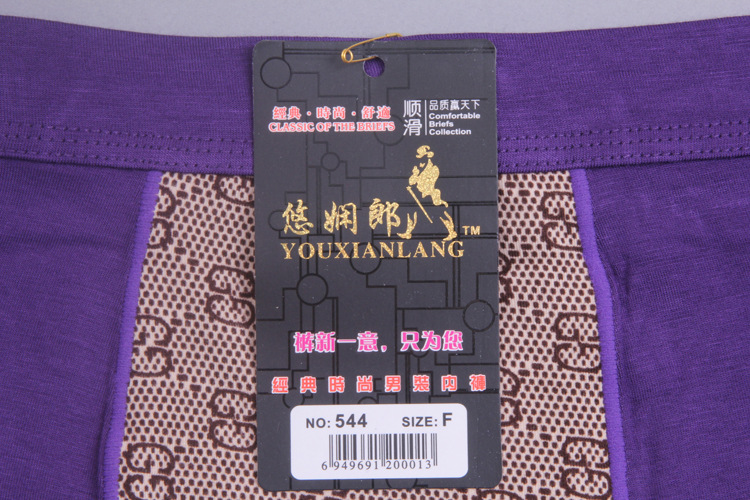 經典·時尚·舒適
CLASSIC OF THE BRIEFS
顺滑
品质赢天下
Comfortable
Briefs
Collection
悠娴郎
TM
YOUXIANLANG
裤新一意，只为您
經典時尚男裝内褲
NO: 544 SIZE: F
6 949691 200013